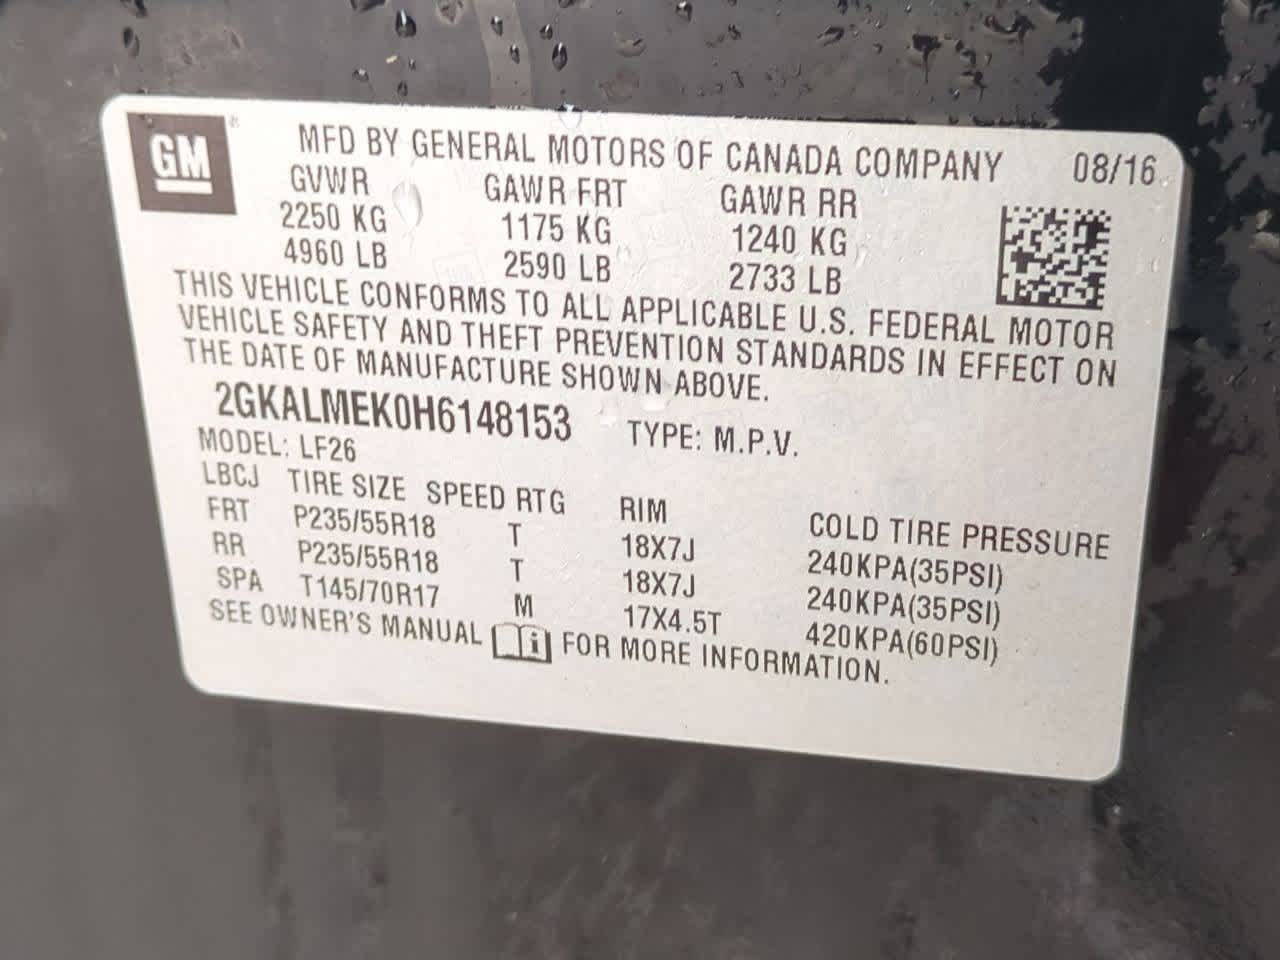 GM®
MFD BY GENERAL MOTORS OF CANADA COMPANY 08/16
GVWR GAWR FRT GAWR RR
2250 KG 1175 KG 1240 KG
4960 LB 2590 LB 2733 LB
THIS VEHICLE CONFORMS TO ALL APPLICABLE U.S. FEDERAL MOTOR
VEHICLE SAFETY AND THEFT PREVENTION STANDARDS IN EFFECT ON
THE DATE OF MANUFACTURE SHOWN ABOVE.
2GKALMEK0H6148153 TYPE: M.P.V.
MODEL: LF26
LBCJ TIRE SIZE SPEED RTG RIM COLD TIRE PRESSURE
FRT P235/55R18 T 18X7J 240KPA(35PSI)
RR P235/55R18 T 18X7J 240KPA(35PSI)
SPA T145/70R17 M 17X4.5T 420KPA(60PSI)
SEE OWNER'S MANUAL i FOR MORE INFORMATION.